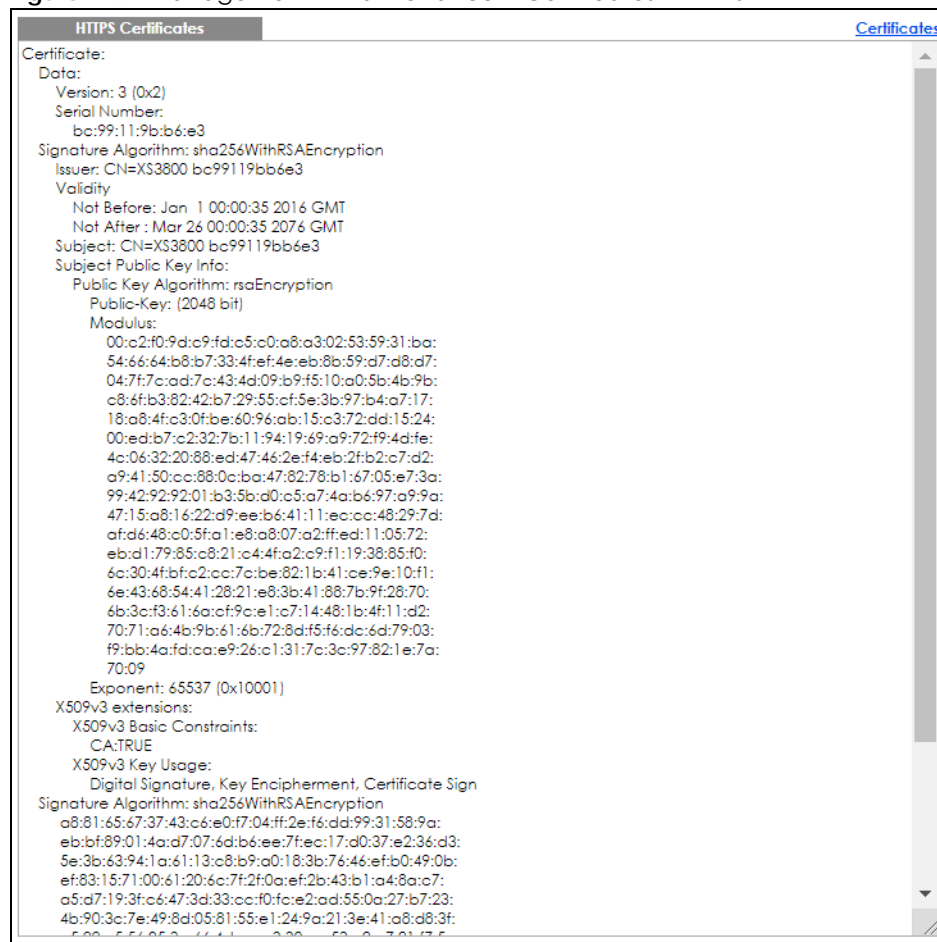 HTTPS Certificates
Certificates
Certificate:
Data:
Version: 3 (0x2)
Serial Number:
bc:99:11:9b:b6:e3
Signature Algorithm: sha256WithRSAEncryption
Issuer: CN=XS3800 bc99119bb6e3
Validity
Not Before: Jan  1 00:00:35 2016 GMT
Not After : Mar 26 00:00:35 2076 GMT
Subject: CN=XS3800 bc99119bb6e3
Subject Public Key Info:
Public Key Algorithm: rsaEncryption
Public-Key: (2048 bit)
Modulus:
00:c2:f0:9d:c9:fd:c5:c0:a8:a3:02:53:59:31:ba:
54:66:64:b8:b7:33:4f:ef:4e:eb:8b:59:d7:d8:d7:
04:7f:7c:ad:7c:43:4d:09:b9:f5:10:a0:5b:4b:9b:
c8:6f:b3:82:42:b7:29:55:cf:5e:3b:97:b4:a7:17:
18:a8:4f:c3:0f:be:60:96:ab:15:c3:72:dd:15:24:
00:ed:b7:c2:32:7b:11:94:19:69:a9:72:f9:4d:fe:
4c:06:32:20:88:ed:47:46:2e:f4:eb:2f:b2:c7:d2:
a9:41:50:cc:88:0c:ba:47:82:78:b1:67:05:e7:3a:
99:42:92:92:01:b3:5b:d0:c5:a7:4a:b6:97:a9:9a:
47:15:a8:16:22:d9:ee:b6:41:11:ec:cc:48:29:7d:
af:d6:48:c0:5f:a1:e8:a8:07:a2:ff:ed:11:05:72:
eb:d1:79:85:c8:21:c4:4f:a2:c9:f1:19:38:85:f0:
6c:30:4f:bf:c2:cc:7c:be:82:1b:41:ce:9e:10:f1:
6e:43:68:54:41:28:21:e8:3b:41:88:7b:9f:28:70:
6b:3c:f3:61:6a:cf:9c:e1:c7:14:48:1b:4f:11:d2:
70:71:a6:4b:9b:61:6b:72:8d:f5:f6:dc:6d:79:03:
f9:bb:4a:fd:ca:e9:26:c1:31:7c:3c:97:82:1e:7a:
70:09
Exponent: 65537 (0x10001)
X509v3 extensions:
X509v3 Basic Constraints:
CA:TRUE
X509v3 Key Usage:
Digital Signature, Key Encipherment, Certificate Sign
Signature Algorithm: sha256WithRSAEncryption
a8:81:65:67:37:43:c6:e0:f7:04:ff:2e:f6:dd:99:31:58:9a:
eb:bf:89:01:4a:d7:07:6d:b6:ee:7f:ec:17:d0:37:e2:36:d3:
5e:3b:63:94:1a:61:13:c8:b9:a0:18:3b:76:46:ef:b0:49:0b:
ef:83:15:71:00:61:20:6c:7f:2f:0a:ef:2b:43:b1:a4:8a:c7:
a5:d7:19:3f:c6:47:3d:33:cc:f0:fc:e2:ad:55:0a:27:b7:23:
4b:90:3c:7e:49:8d:05:81:55:e1:24:9a:21:3e:41:a8:d8:3f: